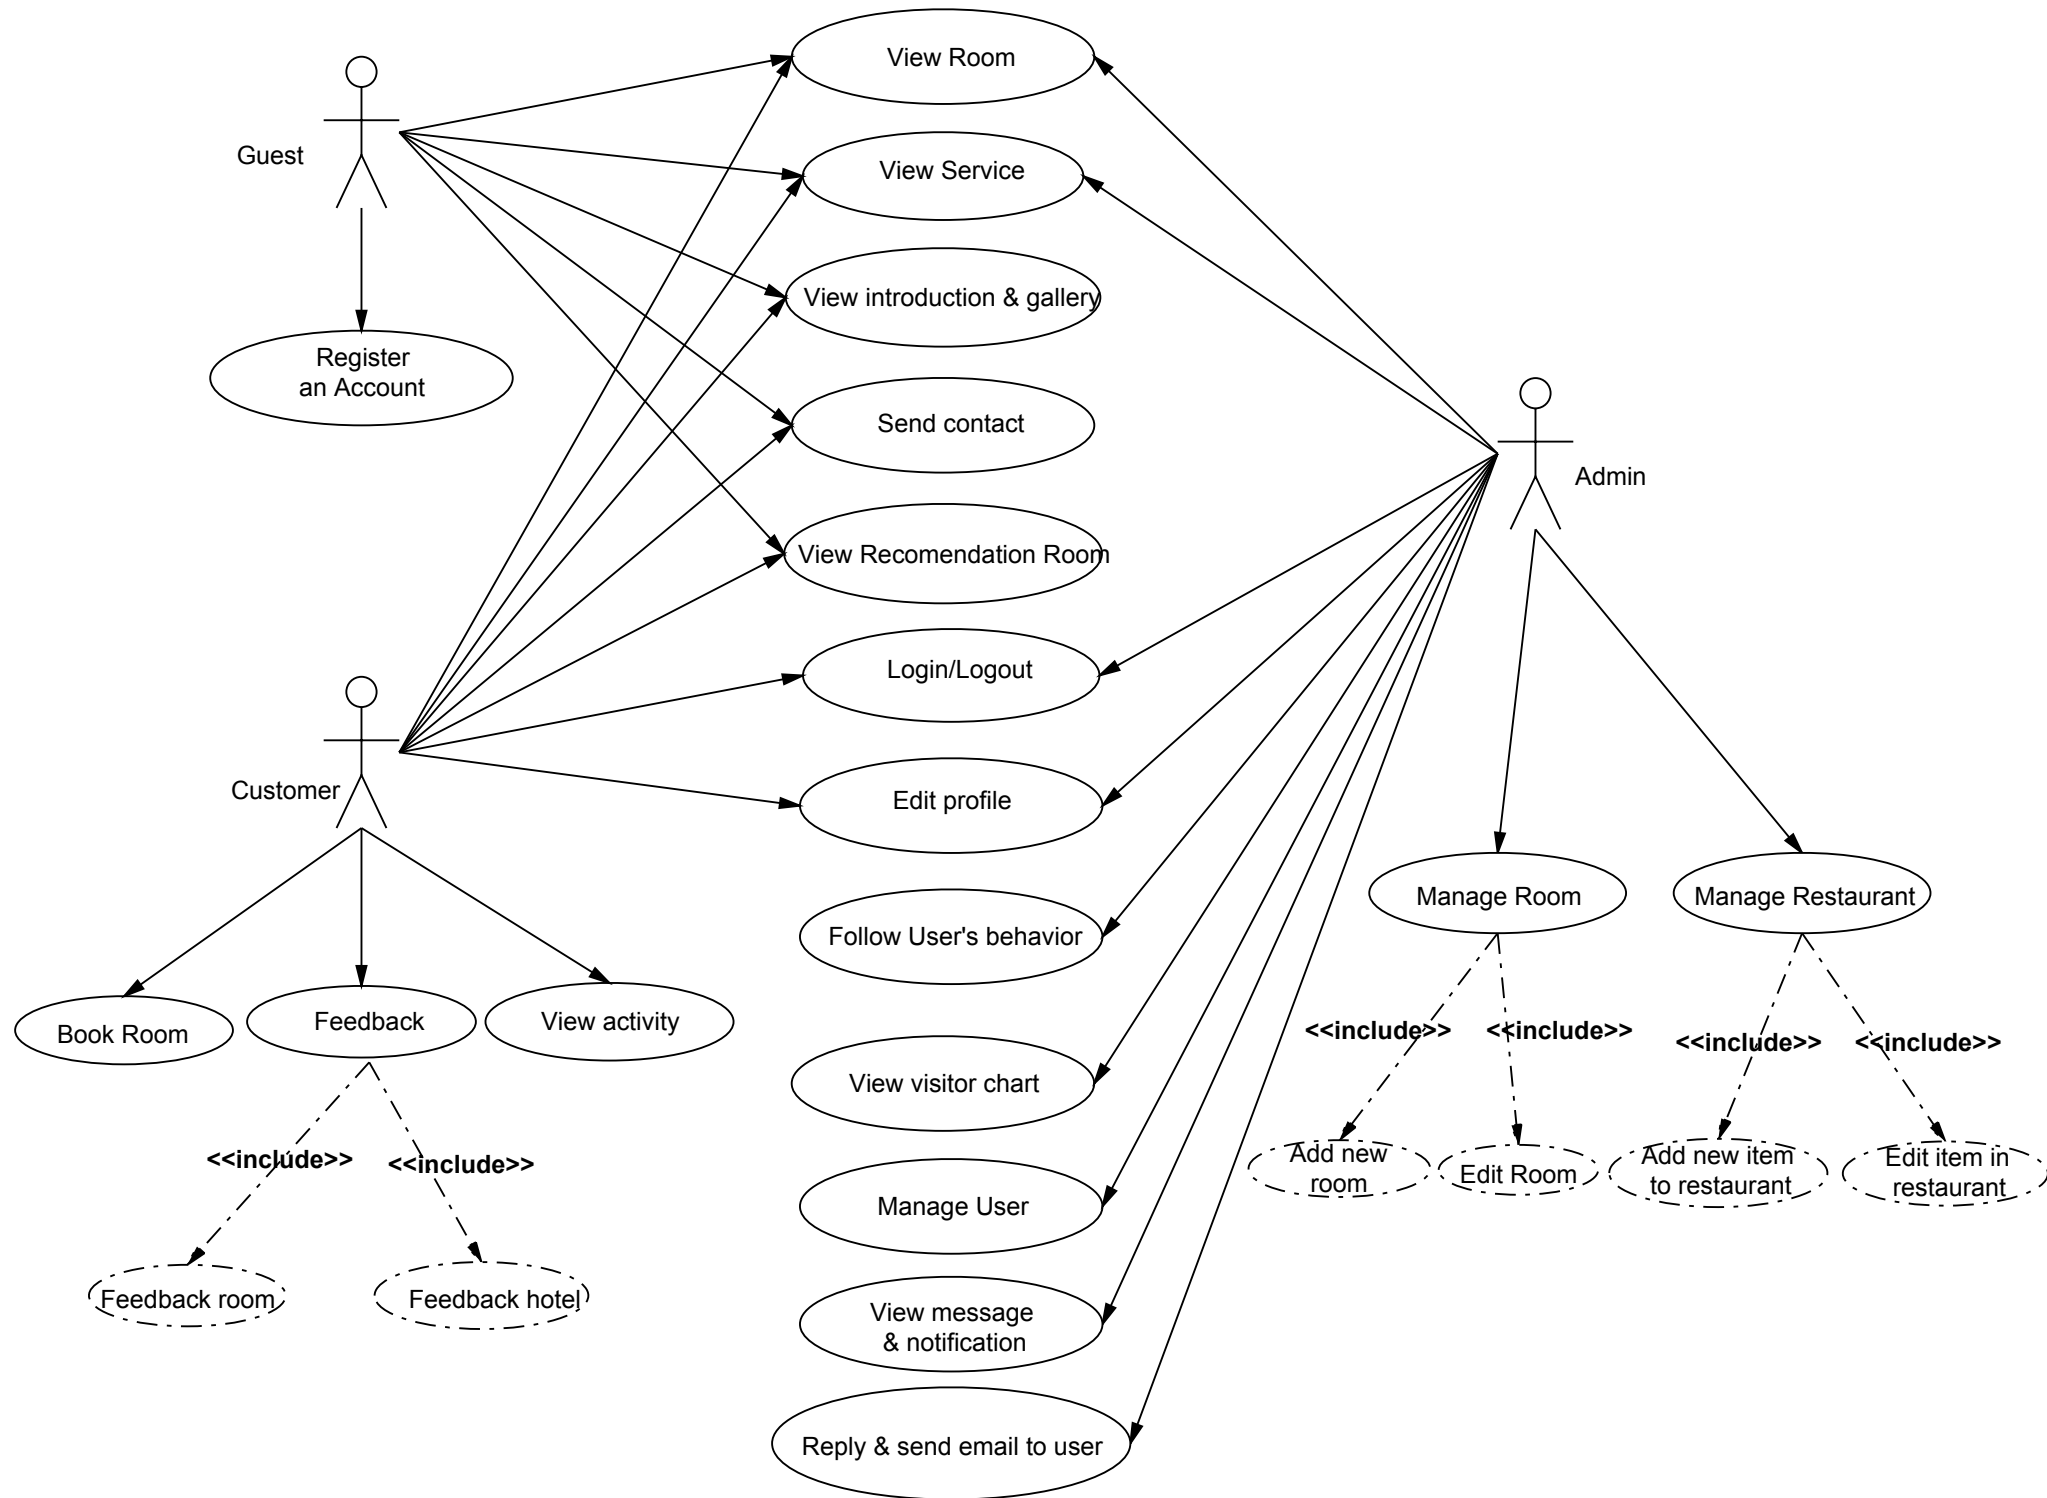 View Room
Guest
View Service
View introduction & gallery
Register
an Account
Send contact
Admin
View Recomendation Room
Login/Logout
Customer
Edit profile
Manage Room
Manage Restaurant
Follow User's behavior
Book Room
Feedback
View activity
<<include>>
<<include>>
<<include>>
<<include>>
View visitor chart
<<include>>
<<include>>
Add new
room
Edit Room
Add new item
to restaurant
Edit item in
restaurant
Manage User
Feedback room
Feedback hotel
View message
& notification
Reply & send email to user